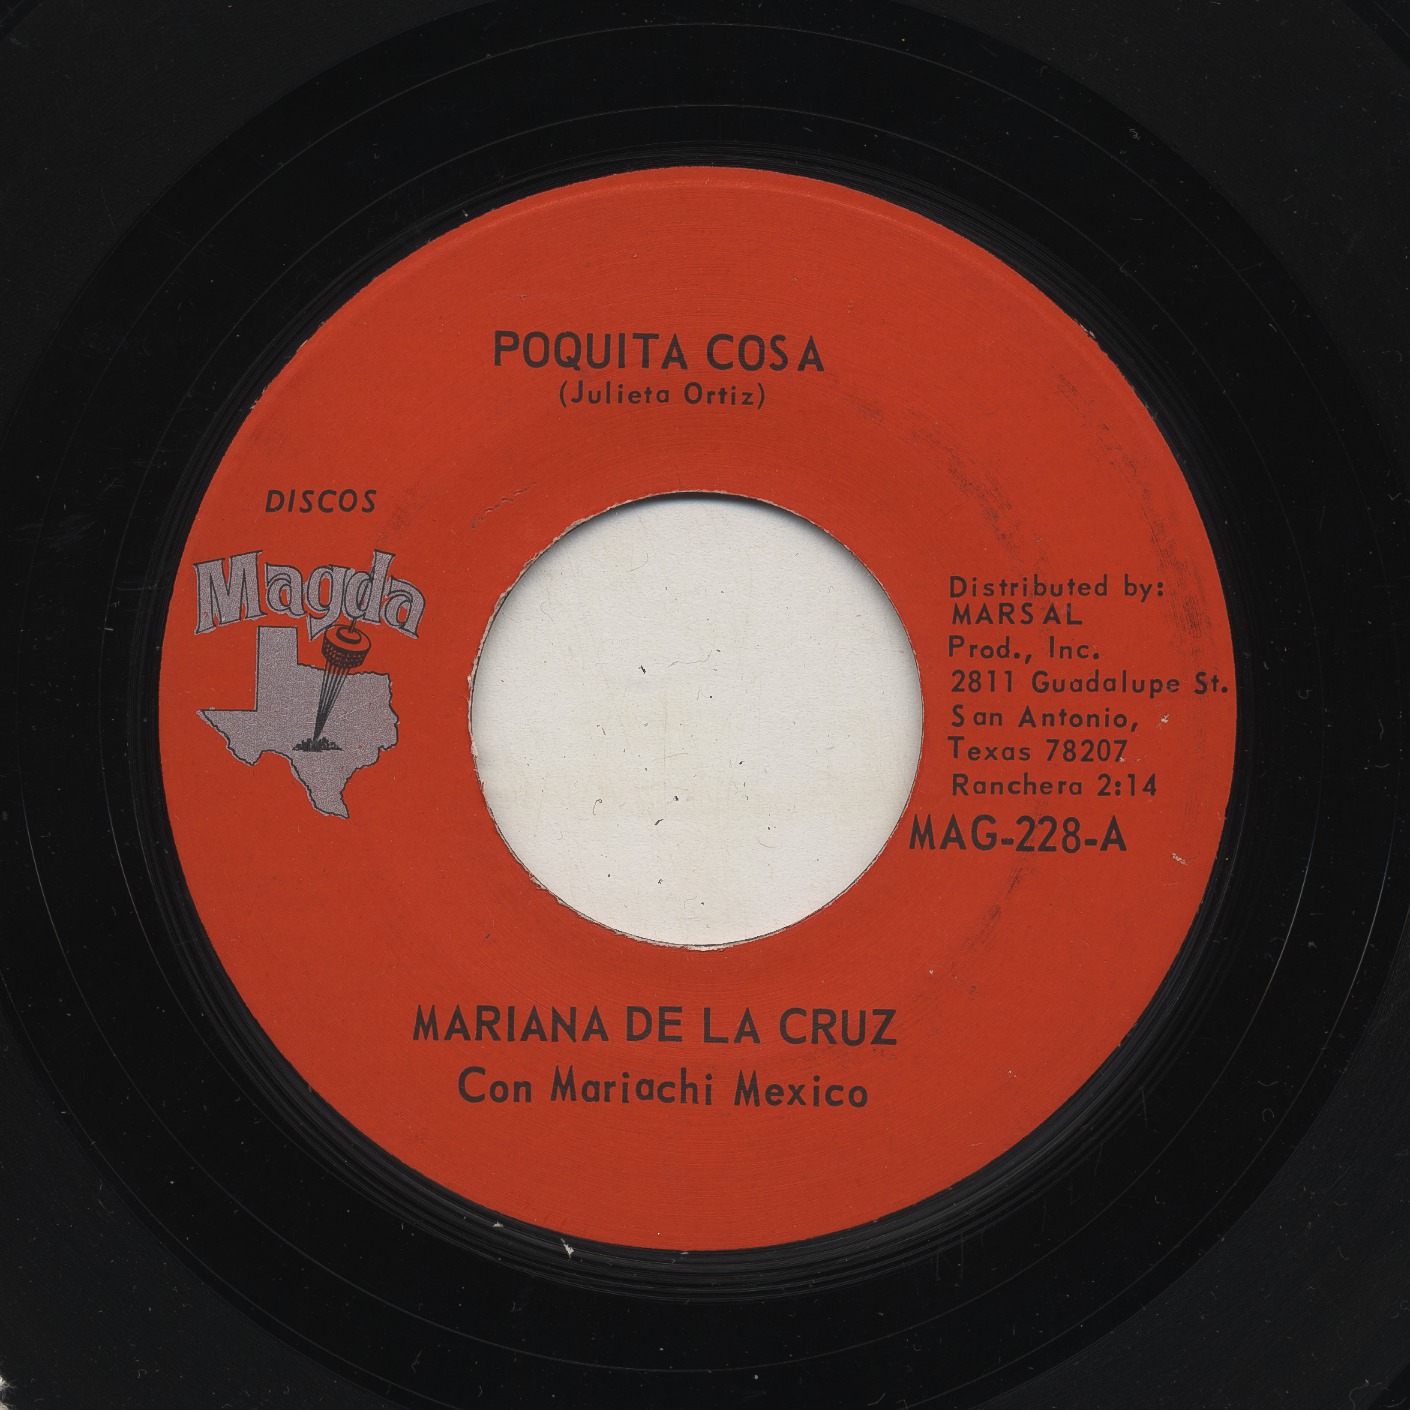 POQUITA COSA
(Julieta Ortiz)
DISCOS
Magda
Distributed by:
MARSAL
Prod., Inc.
2811 Guadalupe St.
San Antonio,
Texas 78207
Ranchera 2:14
MAG-228-A
MARIANA DE LA CRUZ
Con Mariachi Mexico